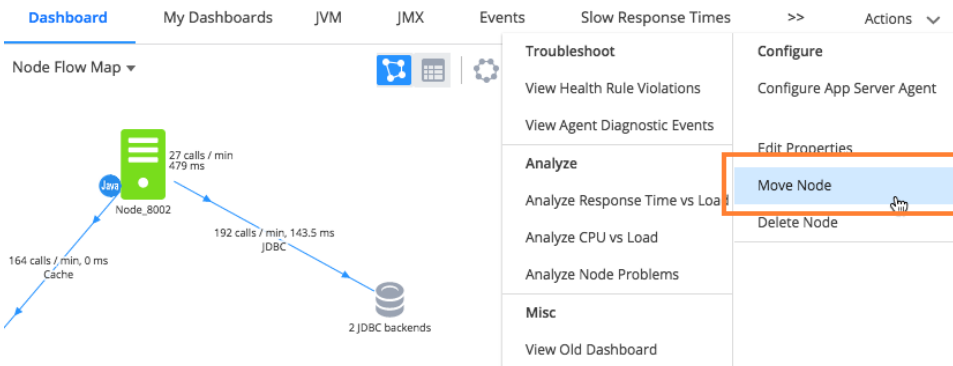 Dashboard
My Dashboards
JVM
JMX
Events
Slow Response Times
>>
Actions
Node Flow Map
Troubleshoot
View Health Rule Violations
View Agent Diagnostic Events
Analyze
Analyze Response Time vs Load
Analyze CPU vs Load
Analyze Node Problems
Misc
View Old Dashboard
Configure
Configure App Server Agent
Edit Properties
Move Node
Delete Node
27 calls / min
479 ms
Java
Node_8002
192 calls / min, 143.5 ms
JDBC
164 calls / min, 0 ms
Cache
2 JDBC backends